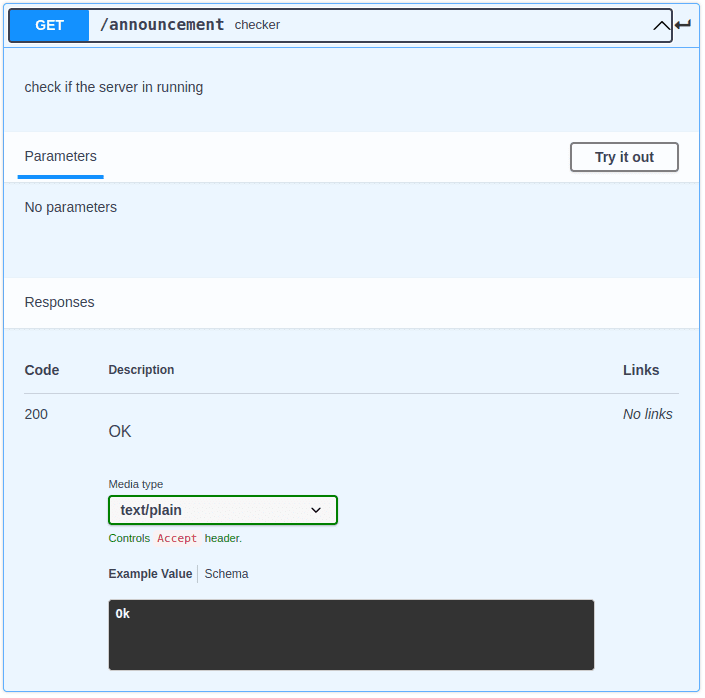 GET /announcement checker
check if the server in running
Parameters Try it out
No parameters
Responses
Code Description Links
200 OK No links
Media type
text/plain
Controls Accept header.
Example Value Schema
Ok